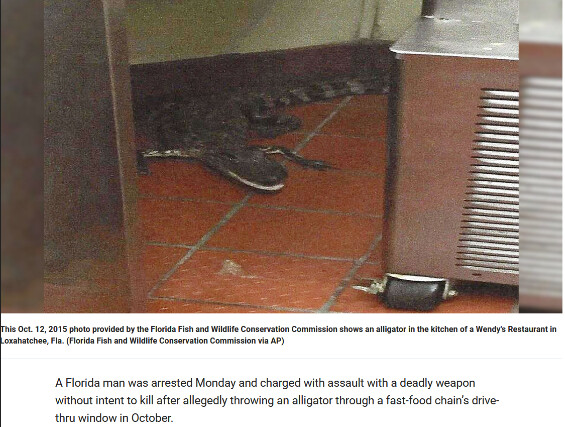 This Oct. 12, 2015 photo provided by the Florida Fish and Wildlife Conservation Commission shows an alligator in the kitchen of a Wendy's Restaurant in
Loxahatchee, Fla. (Florida Fish and Wildlife Conservation Commission via AP)
A Florida man was arrested Monday and charged with assault with a deadly weapon
without intent to kill after allegedly throwing an alligator through a fast-food chain's drive-
thru window in October.